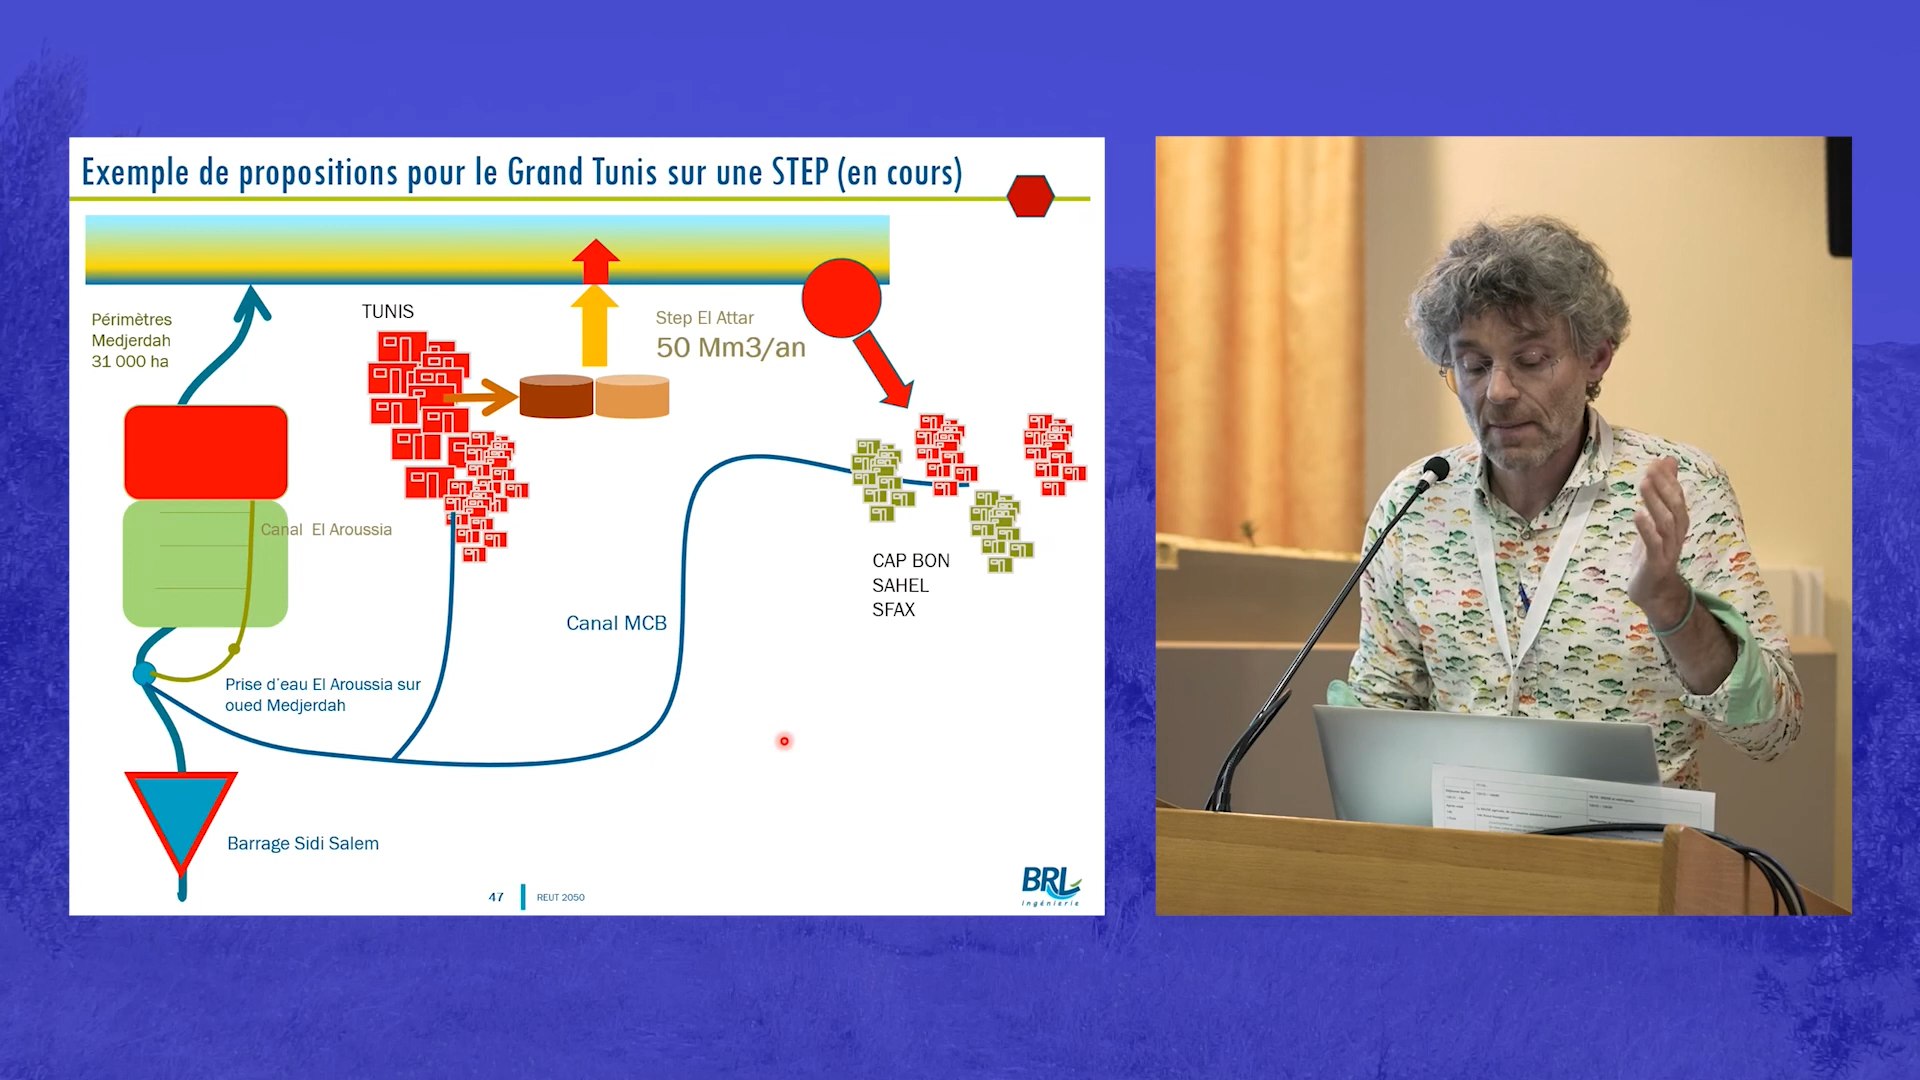 Exemple de propositions pour le Grand Tunis sur une STEP (en cours)
Périmètres
Medjerdah
31 000 ha
TUNIS
Step El Attar
50 Mm3/an
Canal El Aroussia
CAP BON
SAHEL
SFAX
Canal MCB
Prise d'eau El Aroussia sur
oued Medjerdah
Barrage Sidi Salem
47
REUT 2050
BRL
Ingénierie